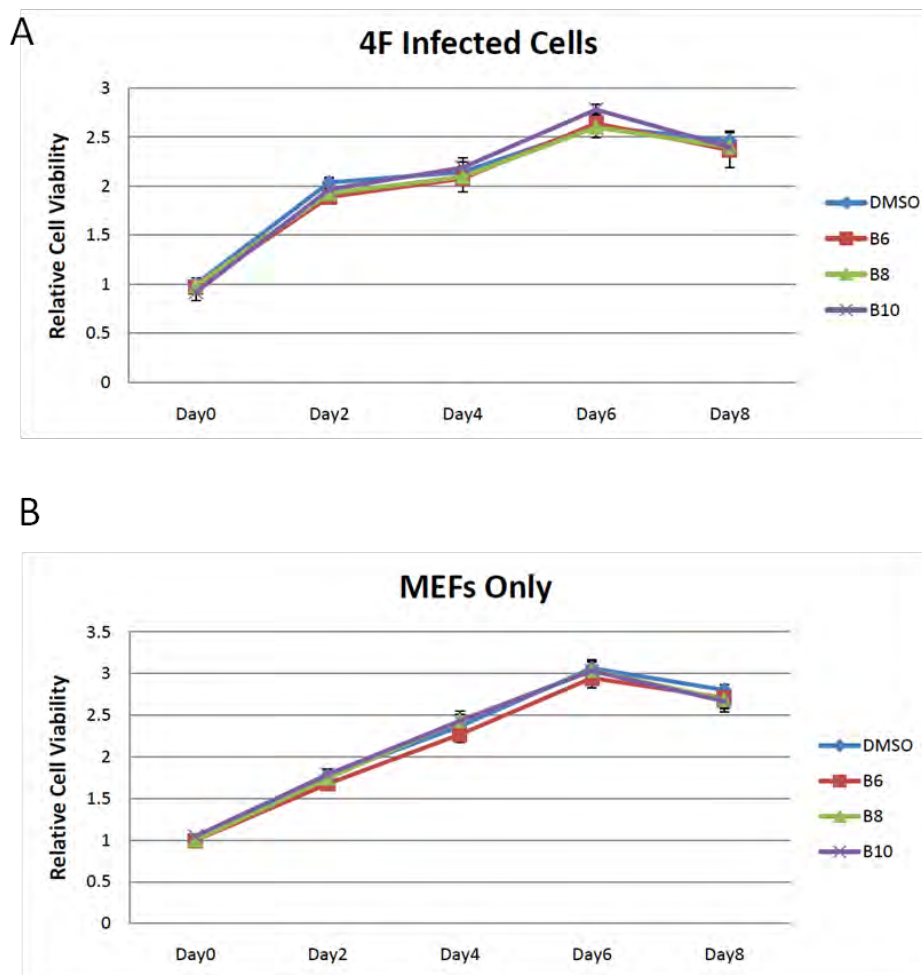 A
4F Infected Cells
Relative Cell Viability
3
2.5
2
1.5
1
0.5
0
Day0 Day2 Day4 Day6 Day8
DMSO
B6
B8
B10
B
MEFs Only
Relative Cell Viability
3.5
3
2.5
2
1.5
1
0.5
0
Day0 Day2 Day4 Day6 Day8
DMSO
B6
B8
B10